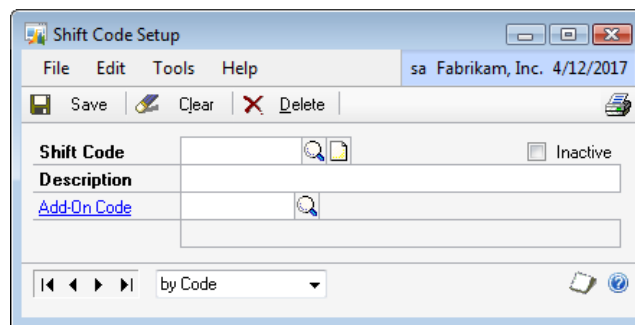 Shift Code Setup
File Edit Tools Help sa Fabrikam, Inc. 4/12/2017
Save Clear Delete
Shift Code Inactive
Description
Add-On Code
by Code